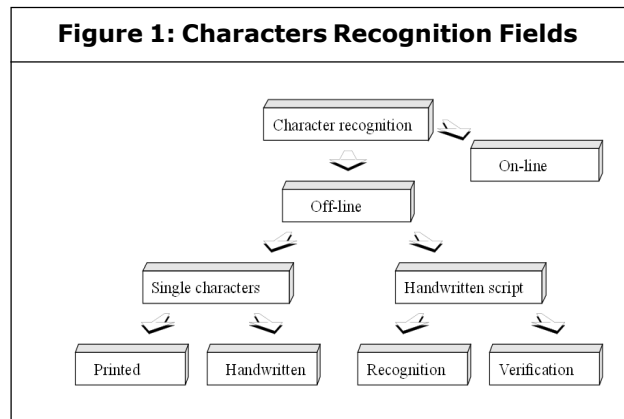 Figure 1: Characters Recognition Fields
Character recognition
On-line
Off-line
Single characters
Handwritten script
Printed
Handwritten
Recognition
Verification